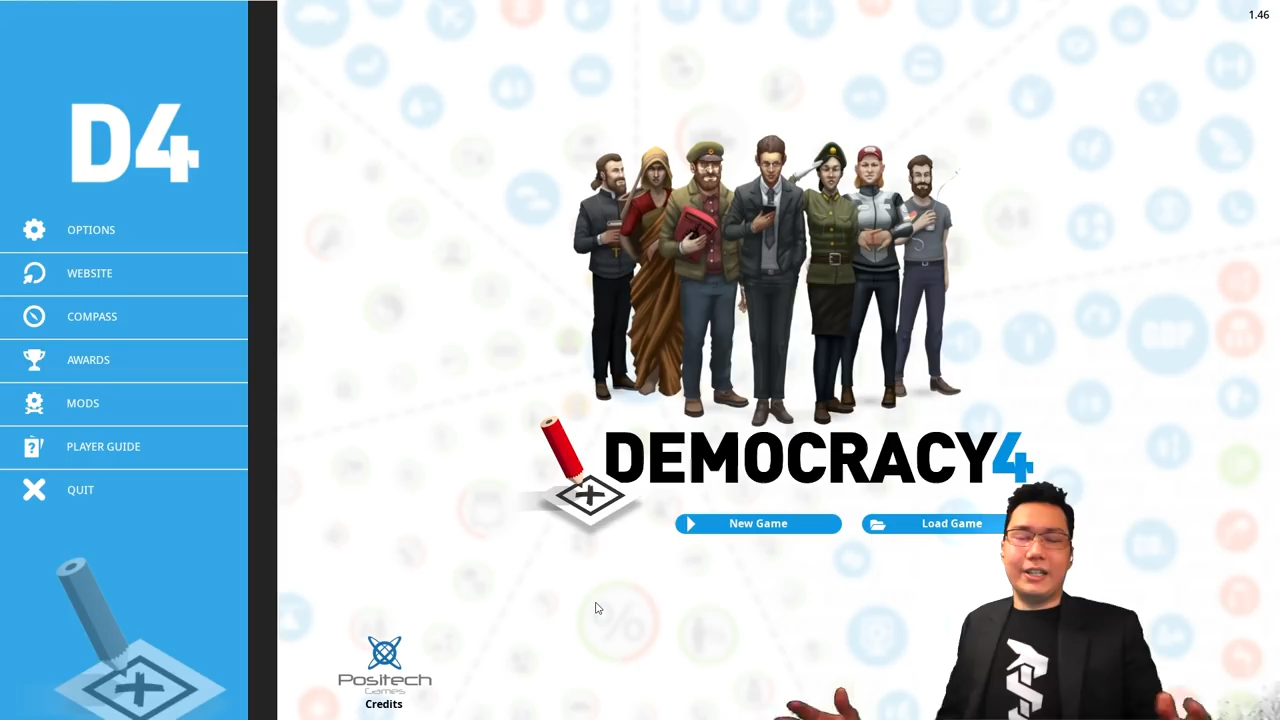 1.46
D4
OPTIONS
WEBSITE
COMPASS
AWARDS
MODS
PLAYER GUIDE
QUIT
DEMOCRACY4
New Game
Load Game
GDP
%
Positech
Games
Credits